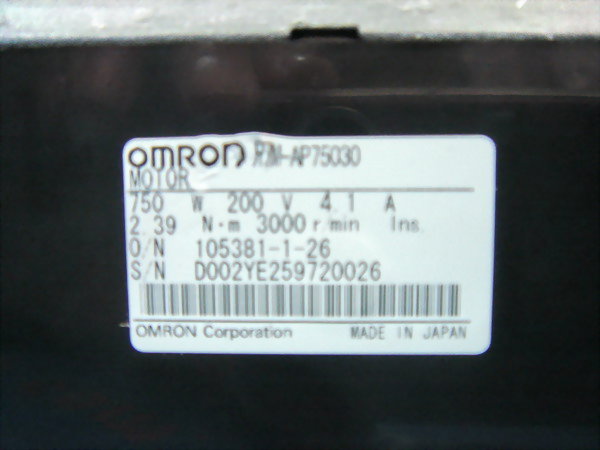 OMRON R7M-AP75030
MOTOR
750 W 200 V 4.1 A
2.39 N·m 3000 r/min Ins.
O/N 105381-1-26
S/N D002YE259720026
OMRON Corporation MADE IN JAPAN